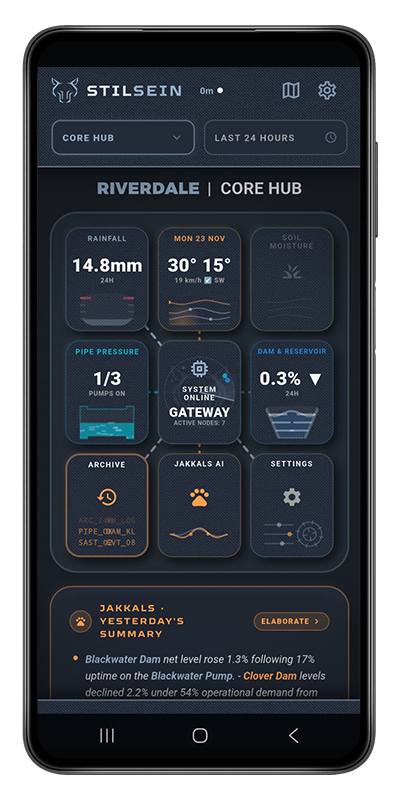 STILSEIN 0m
CORE HUB LAST 24 HOURS
RIVERDALE | CORE HUB
RAINFALL
14.8mm
24H
MON 23 NOV
30° 15°
19 km/h ↙ SW
SOIL
MOISTURE
PIPE PRESSURE
1/3
PUMPS ON
SYSTEM
ONLINE
GATEWAY
ACTIVE NODES: 7
DAM & RESERVOIR
0.3% ▼
24H
ARCHIVE
JAKKALS AI
SETTINGS
JAKKALS ·
YESTERDAY'S
SUMMARY
ELABORATE >
• Blackwater Dam net level rose 1.3% following 17%
uptime on the Blackwater Pump. - Clover Dam levels
declined 2.2% under 54% operational demand from